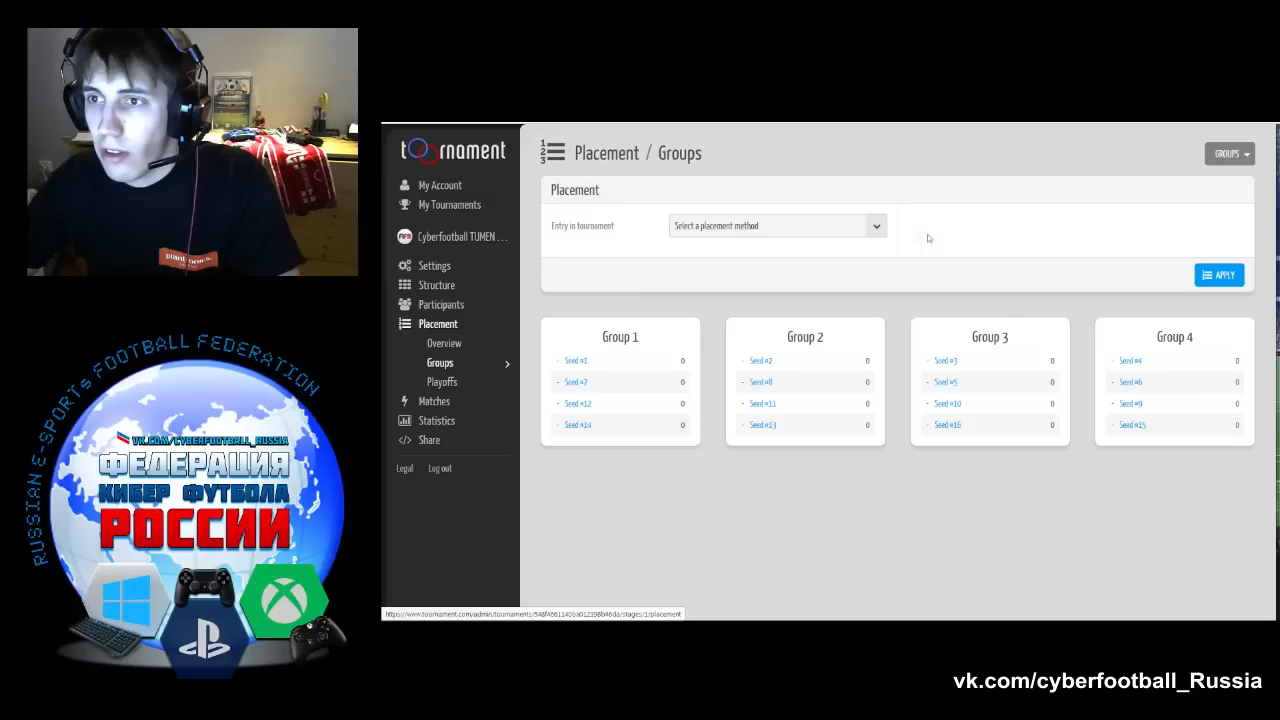 toornament
My Account
My Tournaments
Cyberfootball TUMEN ...
Settings
Structure
Participants
Placement
Overview
Groups
Playoffs
Matches
Statistics
Share
Legal
Log out
Placement / Groups
GROUPS
Placement
Entry in tournament
Select a placement method
APPLY
Group 1
- Seed #1 0
- Seed #7 0
- Seed #12 0
- Seed #14 0
Group 2
- Seed #2 0
- Seed #8 0
- Seed #11 0
- Seed #13 0
Group 3
- Seed #3 0
- Seed #5 0
- Seed #10 0
- Seed #16 0
Group 4
- Seed #4 0
- Seed #6 0
- Seed #9 0
- Seed #15 0
plantronics
RUSSIAN E-SPORTs FOOTBALL FEDERATION
VK.COM/CYBERFOOTBALL_RUSSIA
ФЕДЕРАЦИЯ
КИБЕР ФУТБОЛА
РОССИИ
vk.com/cyberfootball_Russia